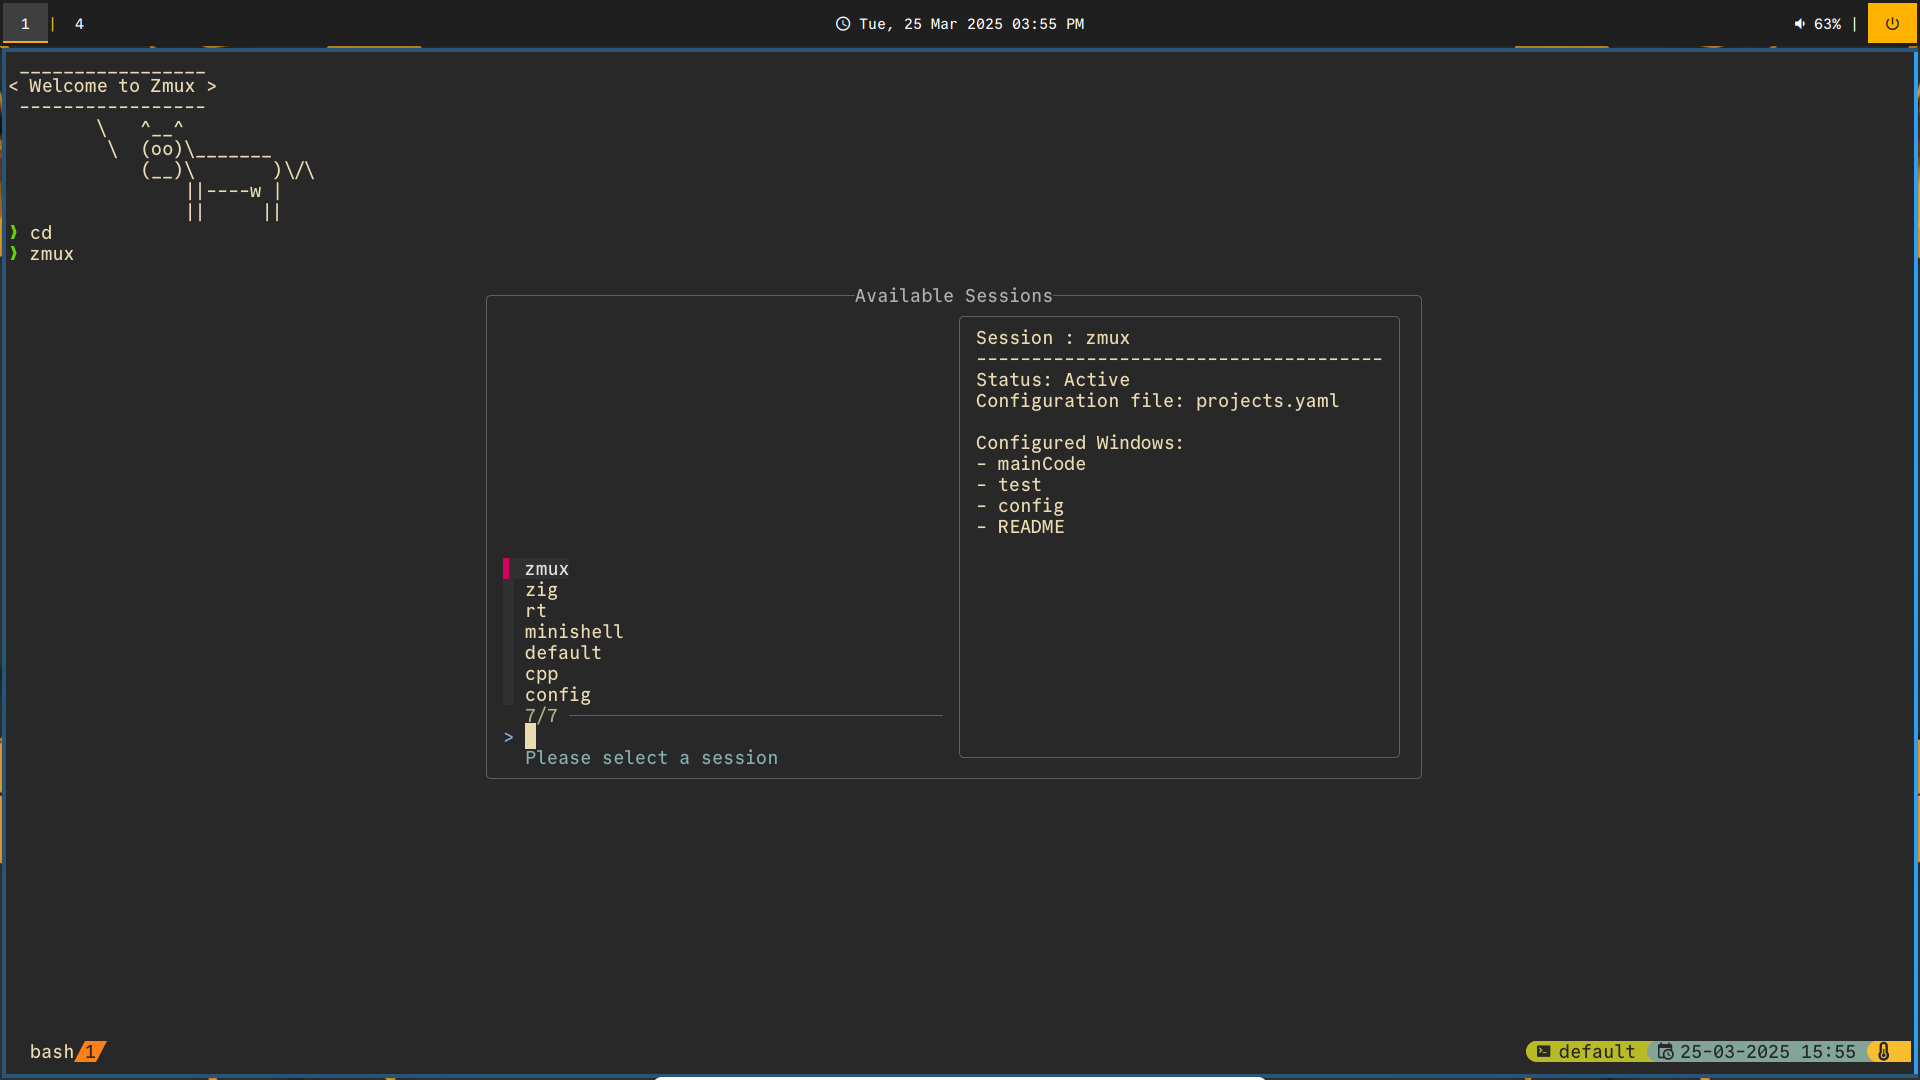 1 | 4
Tue, 25 Mar 2025 03:55 PM
63% |
_________________
< Welcome to Zmux >
-----------------
\   ^__^
\  (oo)\_______
(__)\       )\/\
||----w |
||     ||
❯ cd
❯ zmux
Available Sessions
zmux
zig
rt
minishell
default
cpp
config
7/7
>
Please select a session
Session : zmux
-------------------------------------
Status: Active
Configuration file: projects.yaml
Configured Windows:
- mainCode
- test
- config
- README
bash 1
default 25-03-2025 15:55